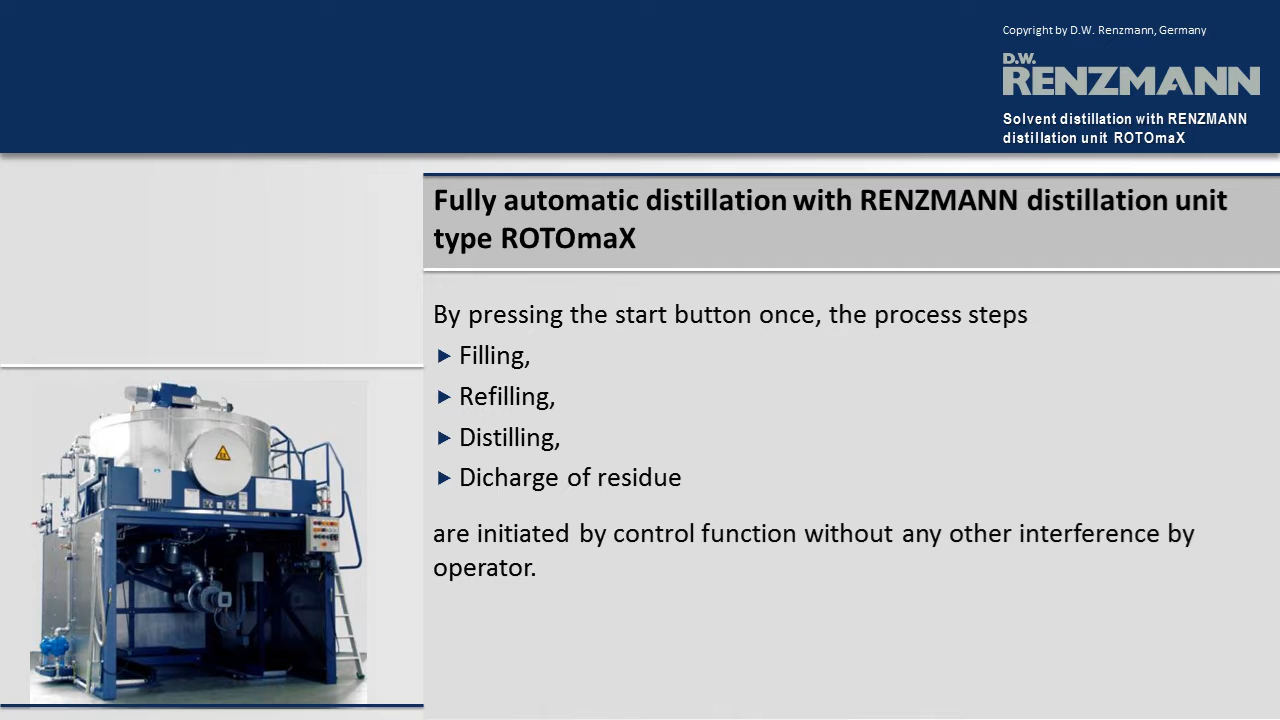 Copyright by D.W. Renzmann, Germany
D.W.
RENZMANN
Solvent distillation with RENZMANN
distillation unit ROTOmaX
Fully automatic distillation with RENZMANN distillation unit
type ROTOmaX
By pressing the start button once, the process steps
Filling,
Refilling,
Distilling,
Dicharge of residue
are initiated by control function without any other interference by
operator.